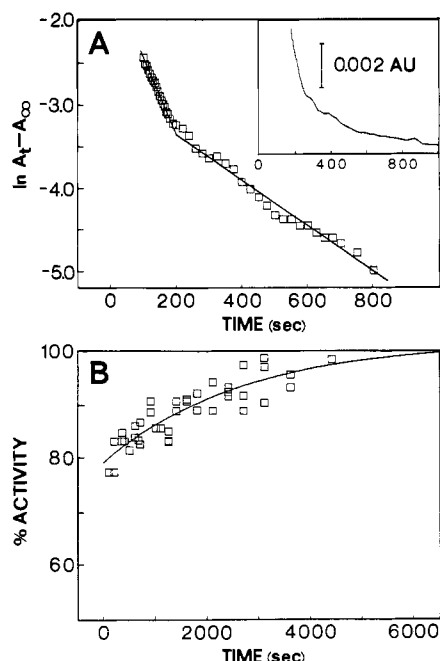 A
-2.0
-3.0
-4.0
-5.0
ln At-A∞
0.002 AU
0 400 800
0 200 400 600 800
TIME (sec)
B
100
80
60
% ACTIVITY
0 2000 4000 6000
TIME (sec)